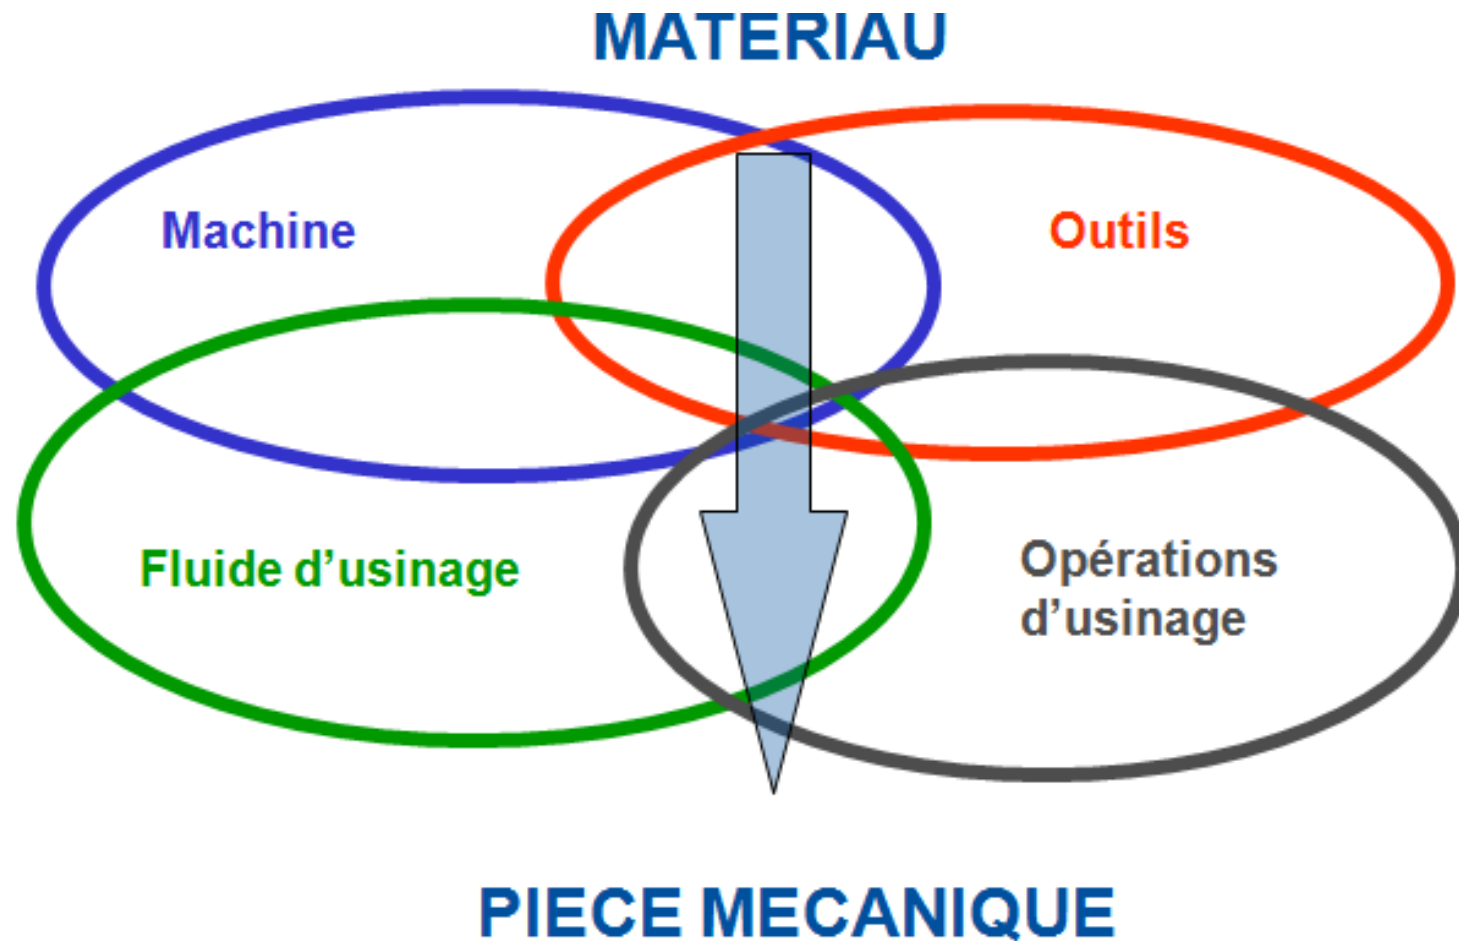 MATERIAU
Machine
Outils
Fluide d’usinage
Opérations
d’usinage
PIECE MECANIQUE